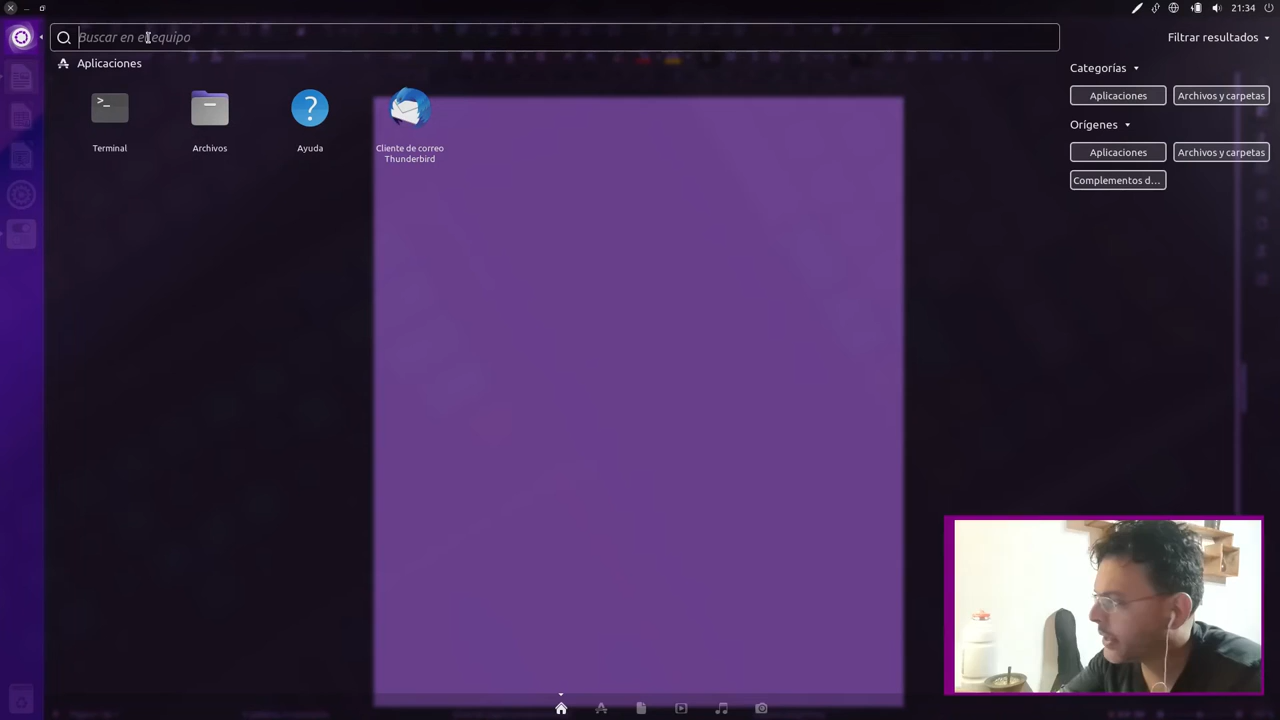 21:34
Buscar en el equipo
Filtrar resultados
Aplicaciones
Categorías
Aplicaciones
Archivos y carpetas
Orígenes
Aplicaciones
Archivos y carpetas
Complementos d...
>_
Terminal
Archivos
?
Ayuda
Cliente de correo
Thunderbird